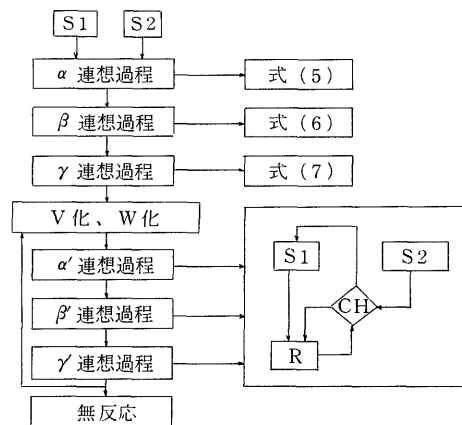 S1 S2
α 連想過程 式 (5)
β 連想過程 式 (6)
γ 連想過程 式 (7)
V化、W化
α′連想過程
β′連想過程
γ′連想過程
無反応
S1 S2
CH
R